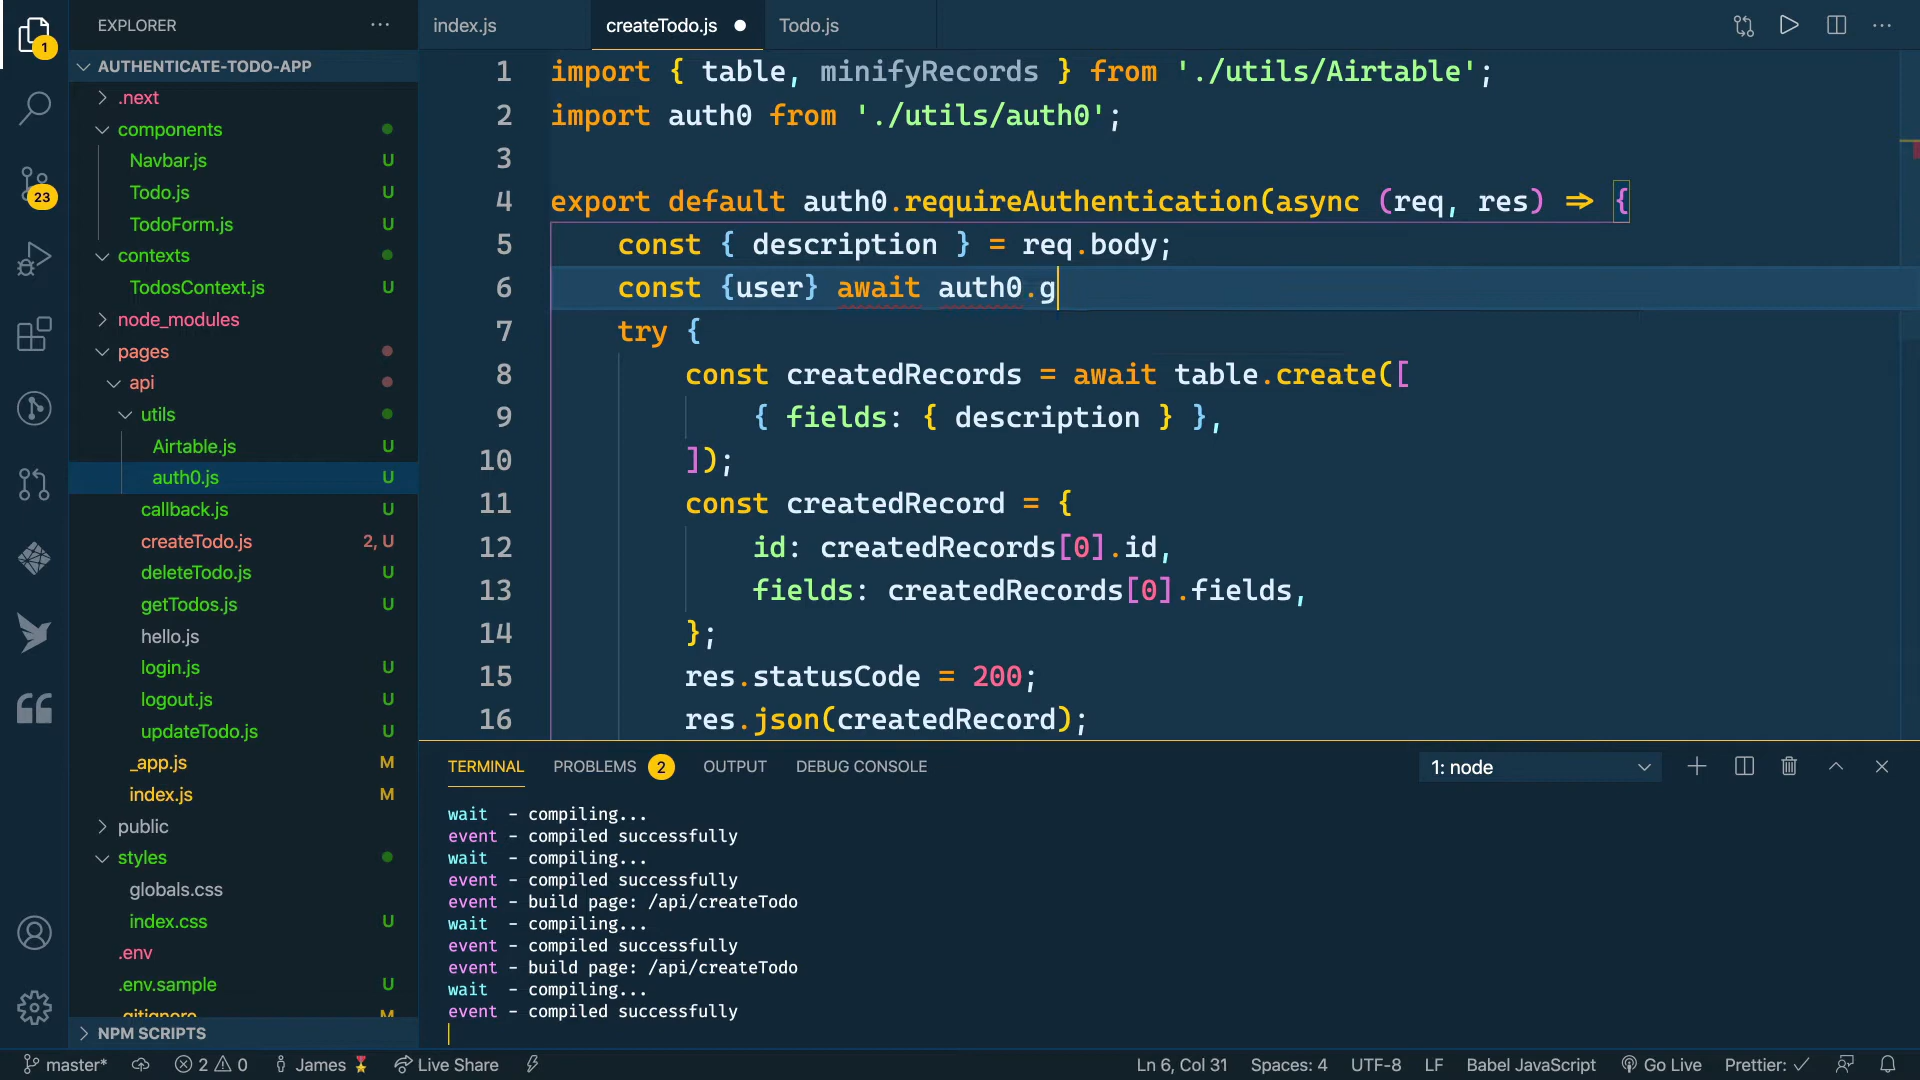 EXPLORER
AUTHENTICATE-TODO-APP
.next
components
Navbar.js U
Todo.js U
TodoForm.js U
contexts
TodosContext.js U
node_modules
pages
api
utils
Airtable.js U
auth0.js U
callback.js U
createTodo.js 2, U
deleteTodo.js U
getTodos.js U
hello.js
login.js U
logout.js U
updateTodo.js U
_app.js M
index.js M
public
styles
globals.css
index.css U
.env
.env.sample U
.gitignore M
NPM SCRIPTS
1
23
index.js createTodo.js Todo.js
1 import { table, minifyRecords } from './utils/Airtable';
2 import auth0 from './utils/auth0';
3
4 export default auth0.requireAuthentication(async (req, res) => {
5 const { description } = req.body;
6 const {user} await auth0.g
7 try {
8 const createdRecords = await table.create([
9 { fields: { description } },
10 ]);
11 const createdRecord = {
12 id: createdRecords[0].id,
13 fields: createdRecords[0].fields,
14 };
15 res.statusCode = 200;
16 res.json(createdRecord);
TERMINAL PROBLEMS 2 OUTPUT DEBUG CONSOLE 1: node
wait - compiling...
event - compiled successfully
wait - compiling...
event - compiled successfully
event - build page: /api/createTodo
wait - compiling...
event - compiled successfully
event - build page: /api/createTodo
wait - compiling...
event - compiled successfully
master* 2 0 James Live Share Ln 6, Col 31 Spaces: 4 UTF-8 LF Babel JavaScript Go Live Prettier: ✓